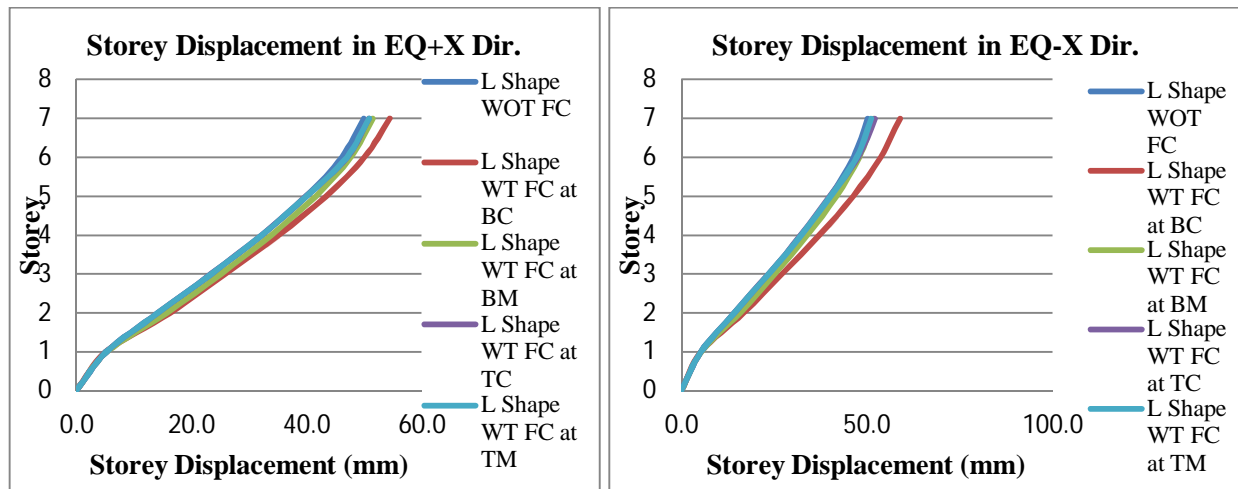 Storey Displacement in EQ+X Dir.
8
7
6
5
4
3
2
1
0
Storey
0.0 20.0 40.0 60.0
Storey Displacement (mm)
L Shape
WOT FC
L Shape
WT FC at
BC
L Shape
WT FC at
BM
L Shape
WT FC at
TC
L Shape
WT FC at
TM
Storey Displacement in EQ-X Dir.
8
7
6
5
4
3
2
1
0
Storey
0.0 50.0 100.0
Storey Displacement (mm)
L Shape
WOT
FC
L Shape
WT FC
at BC
L Shape
WT FC
at BM
L Shape
WT FC
at TC
L Shape
WT FC
at TM